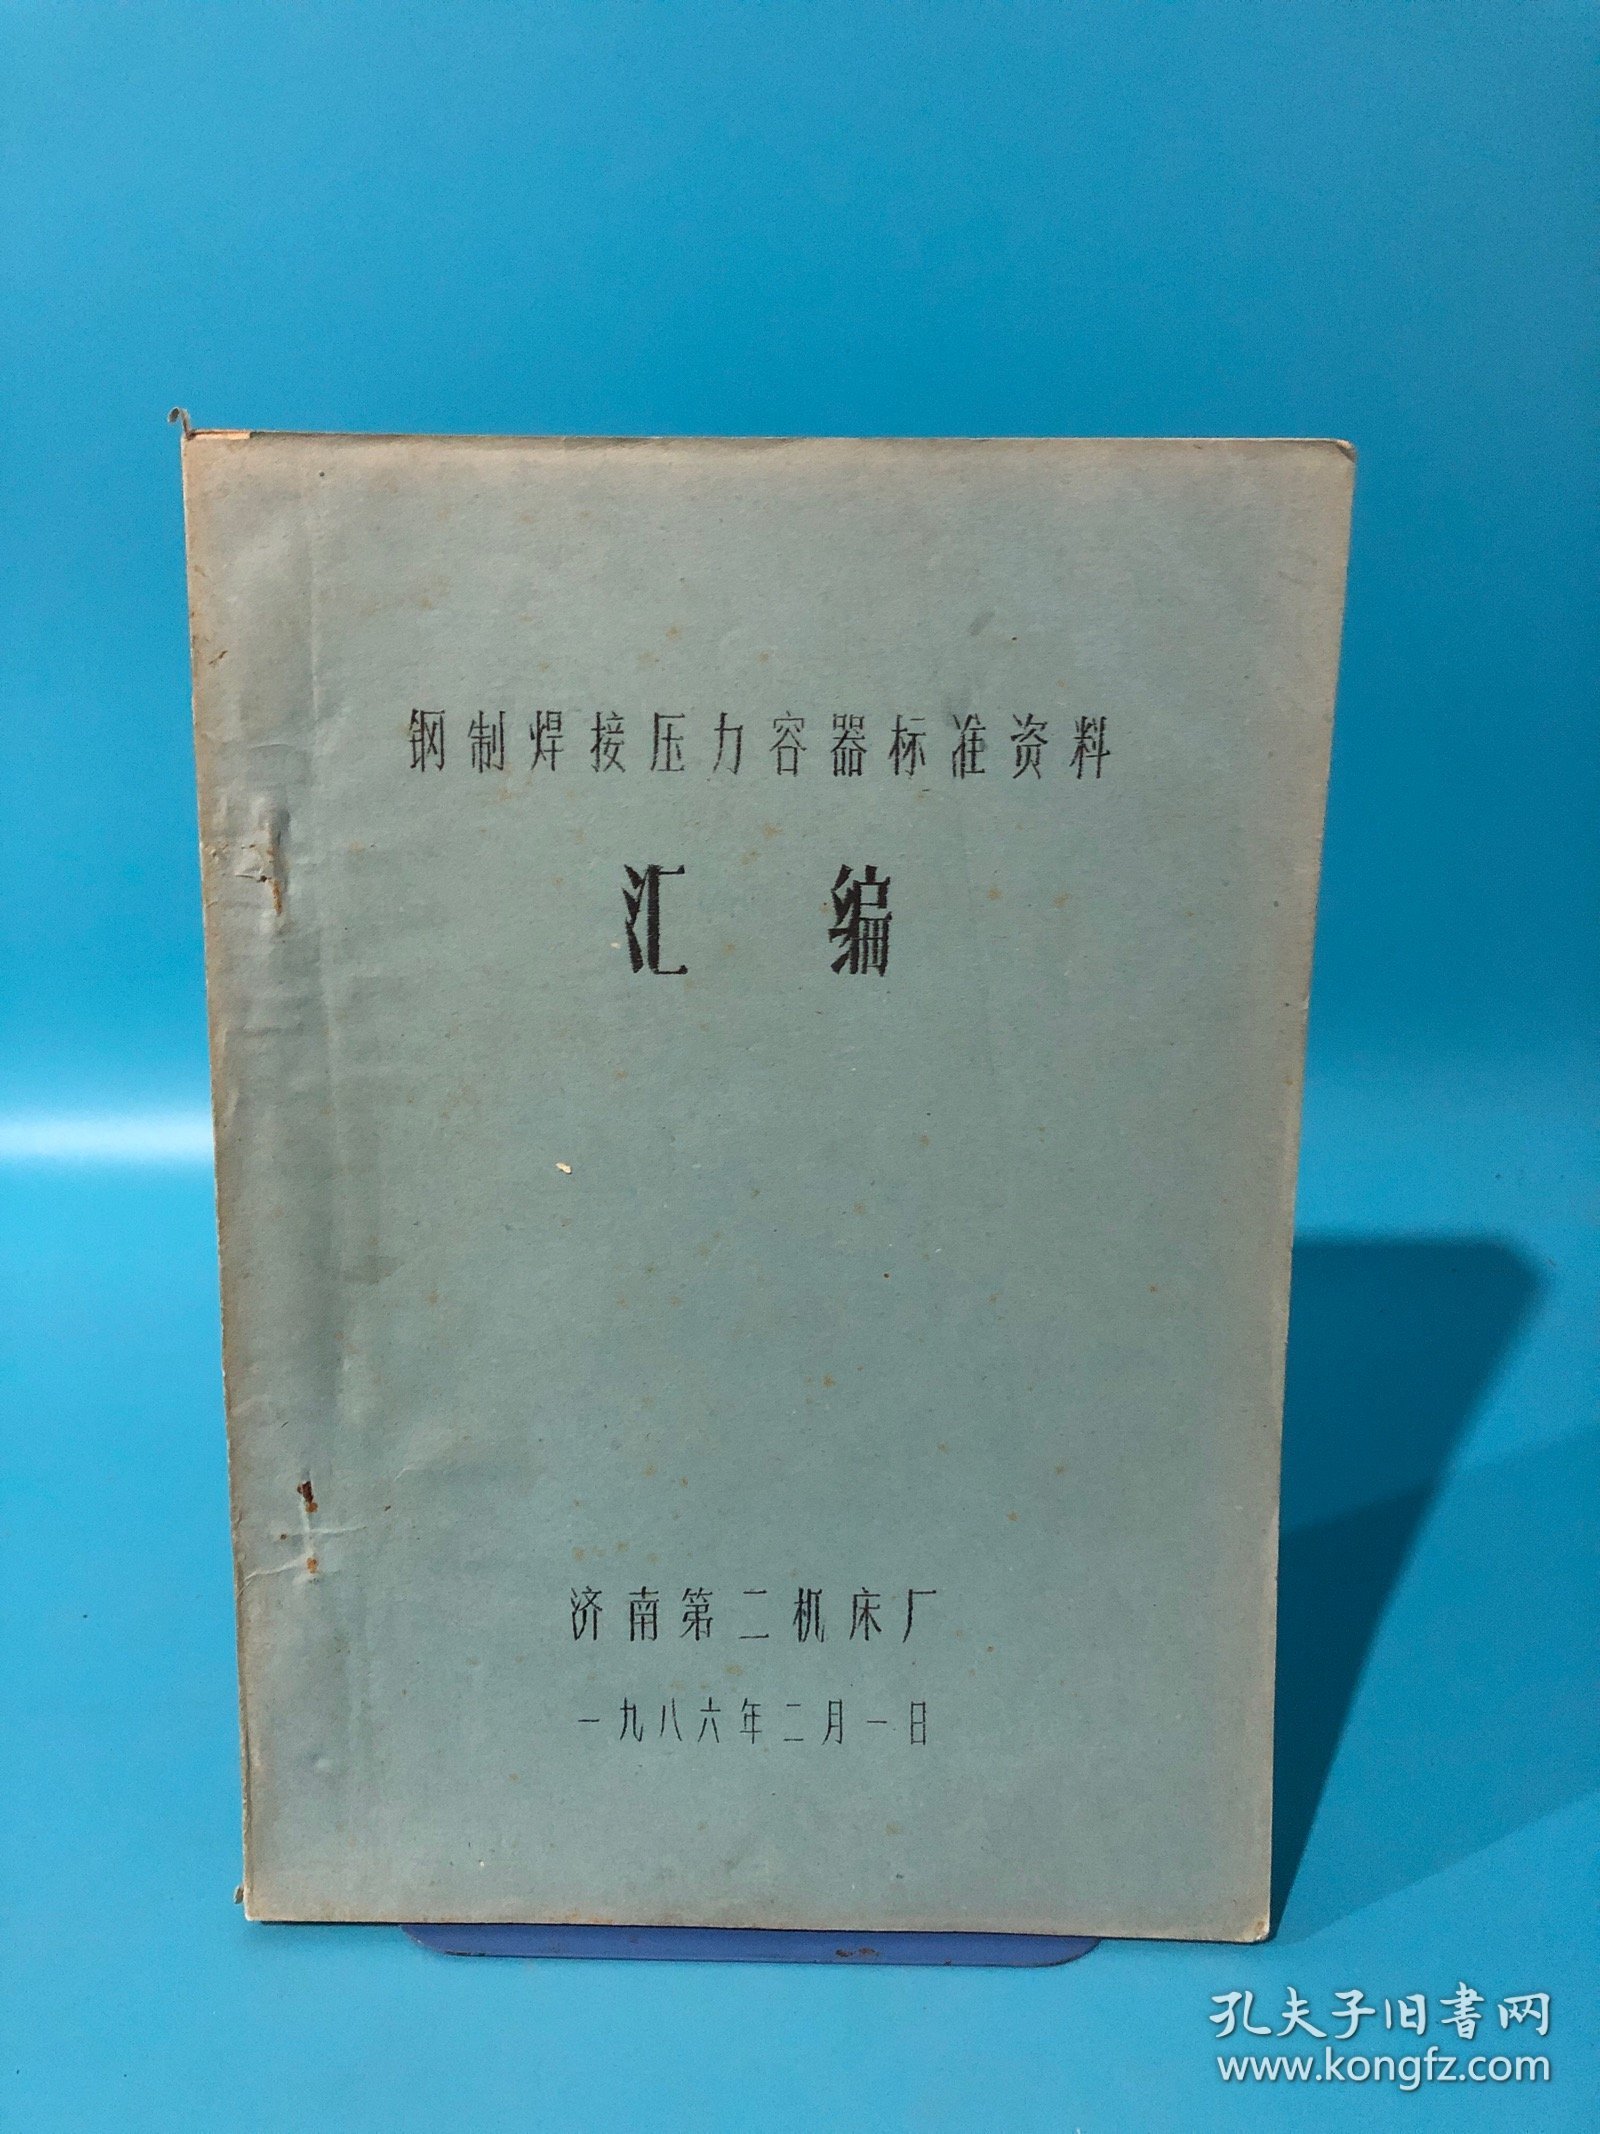 钢制焊接压力容器标准资料
汇编
济南第二机床厂
一九八六年二月一日
孔夫子旧书网
www.kongfz.com